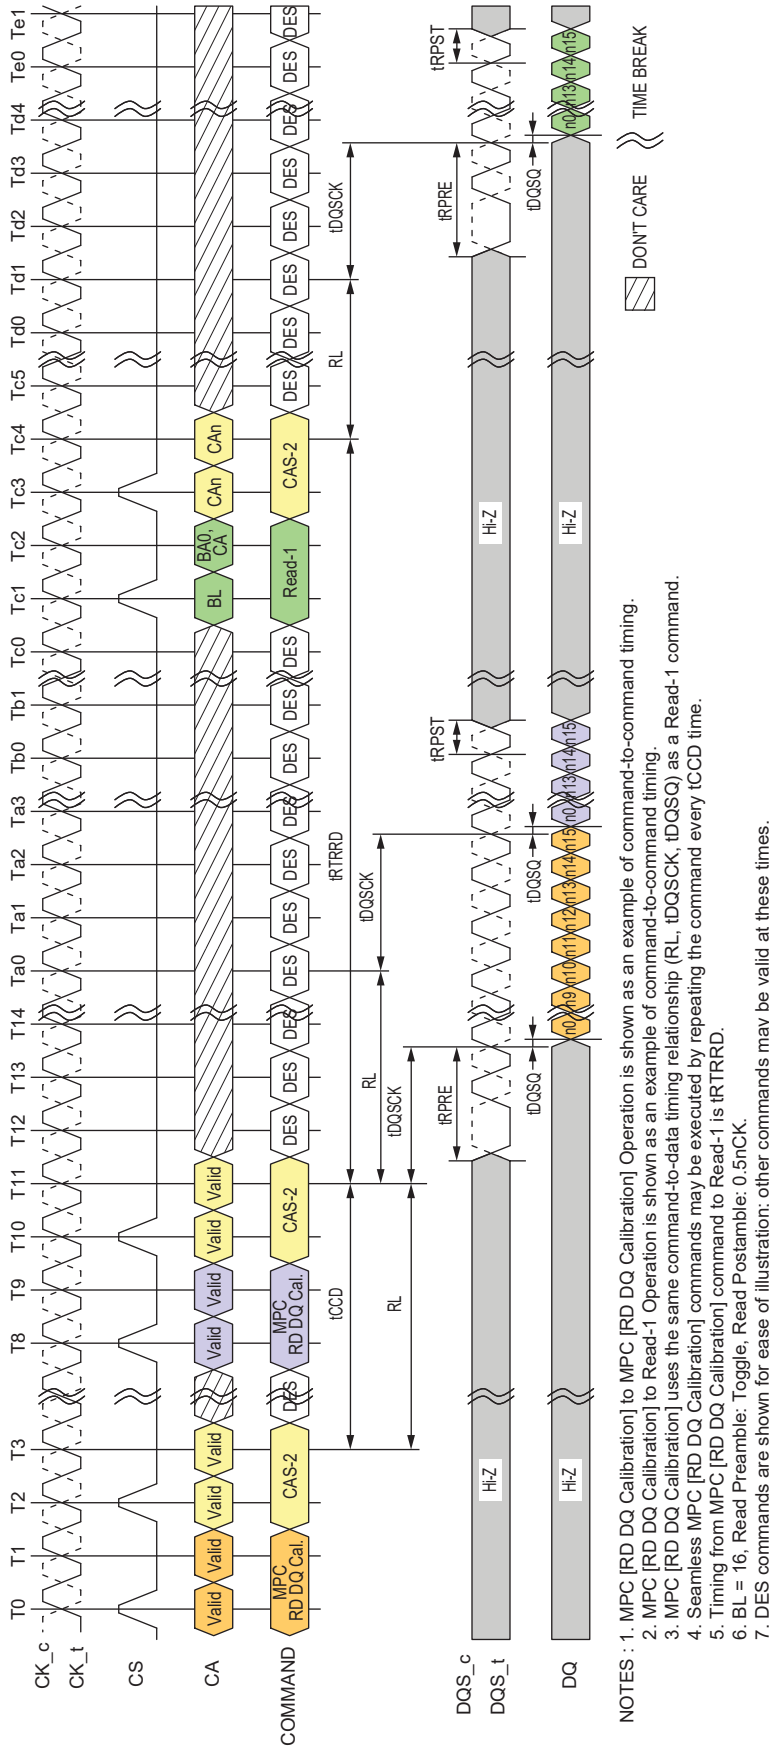 T0 T1 T2 T3 T8 T9 T10 T11 T12 T13 T14 Ta0 Ta1 Ta2 Ta3 Tb0 Tb1 Tc0 Tc1 Tc2 Tc3 Tc4 Tc5 Td0 Td1 Td2 Td3 Td4 Te0 Te1
CK_c
CK_t
CS
CA Valid Valid Valid Valid Valid Valid Valid Valid BL BA0, CA CAn CAn
COMMAND MPC RD DQ Cal. CAS-2 DES MPC RD DQ Cal. CAS-2 DES DES DES DES DES DES DES DES DES DES Read-1 CAS-2 DES DES DES DES DES DES DES DES
tCCD tRTRRD RL tDQSCK
RL tDQSCK
RL tDQSCK
tRPRE tRPST tRPRE tRPST
DQS_c
DQS_t
Hi-Z Hi-Z
tDQSQ tDQSQ tDQSQ
DQ Hi-Z n0 n9 n10 n11 n12 n13 n14 n15 n0 n13 n14 n15 Hi-Z n0 n13 n14 n15
DON'T CARE TIME BREAK
NOTES : 1. MPC [RD DQ Calibration] to MPC [RD DQ Calibration] Operation is shown as an example of command-to-command timing.
2. MPC [RD DQ Calibration] to Read-1 Operation is shown as an example of command-to-command timing.
3. MPC [RD DQ Calibration] uses the same command-to-data timing relationship (RL, tDQSCK, tDQSQ) as a Read-1 command.
4. Seamless MPC [RD DQ Calibration] commands may be executed by repeating the command every tCCD time.
5. Timing from MPC [RD DQ Calibration] command to Read-1 is tRTRRD.
6. BL = 16, Read Preamble: Toggle, Read Postamble: 0.5nCK.
7. DES commands are shown for ease of illustration; other commands may be valid at these times.